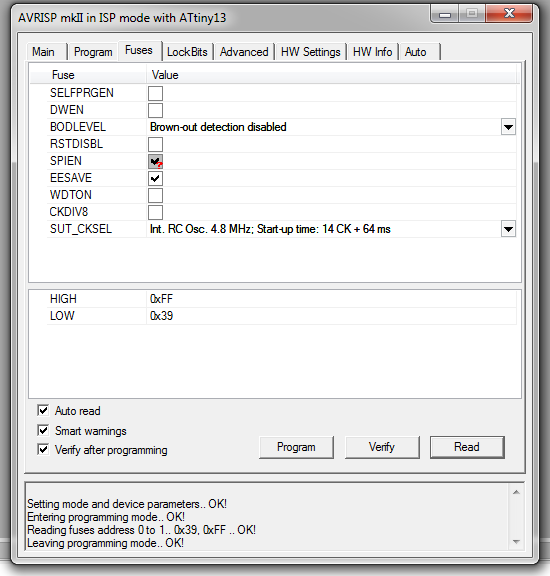 AVRISP mkII in ISP mode with ATtiny13
Main Program Fuses LockBits Advanced HW Settings HW Info Auto
Fuse Value
SELFPRGEN
DWEN
BODLEVEL Brown-out detection disabled
RSTDISBL
SPIEN
EESAVE
WDTON
CKDIV8
SUT_CKSEL Int. RC Osc. 4.8 MHz; Start-up time: 14 CK + 64 ms
HIGH 0xFF
LOW 0x39
Auto read
Smart warnings
Verify after programming
Program Verify Read
Setting mode and device parameters.. OK!
Entering programming mode.. OK!
Reading fuses address 0 to 1.. 0x39, 0xFF .. OK!
Leaving programming mode.. OK!